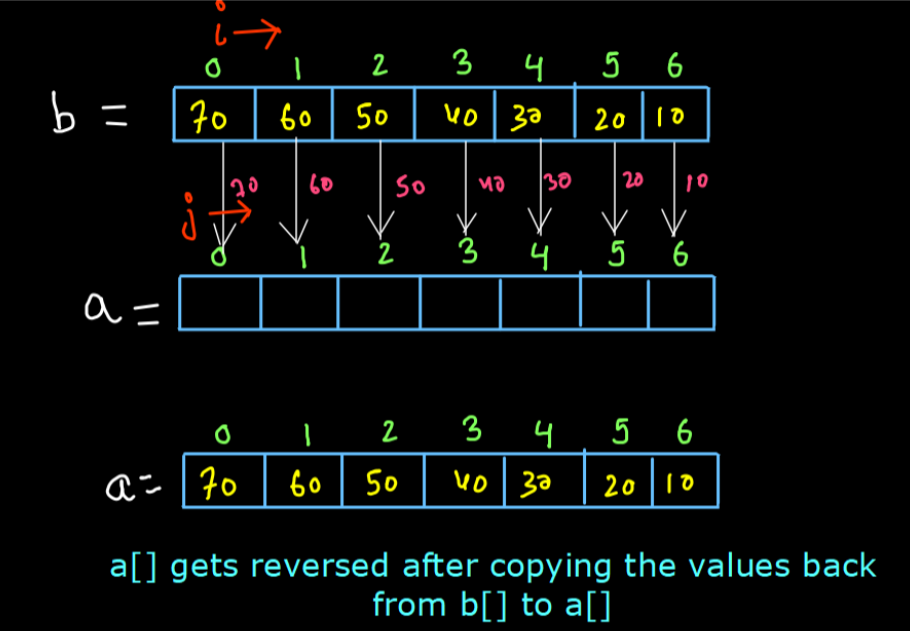 i →
0 1 2 3 4 5 6
b = 70 60 50 40 30 20 10
70 60 50 40 30 20 10
j →
0 1 2 3 4 5 6
a =
0 1 2 3 4 5 6
a = 70 60 50 40 30 20 10
a[] gets reversed after copying the values back
from b[] to a[]